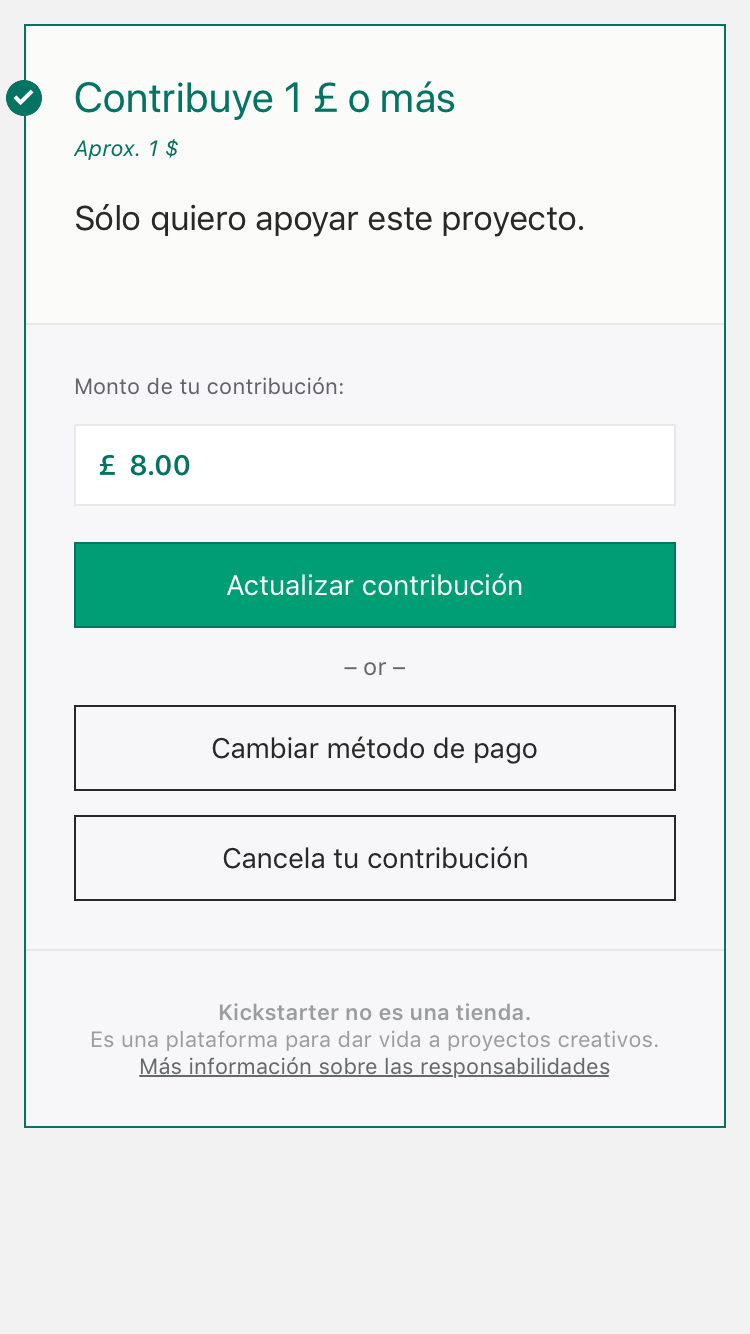 Contribuye 1 £ o más
Aprox. 1 $
Sólo quiero apoyar este proyecto.
Monto de tu contribución:
£ 8.00
Actualizar contribución
– or –
Cambiar método de pago
Cancela tu contribución
Kickstarter no es una tienda.
Es una plataforma para dar vida a proyectos creativos.
Más información sobre las responsabilidades